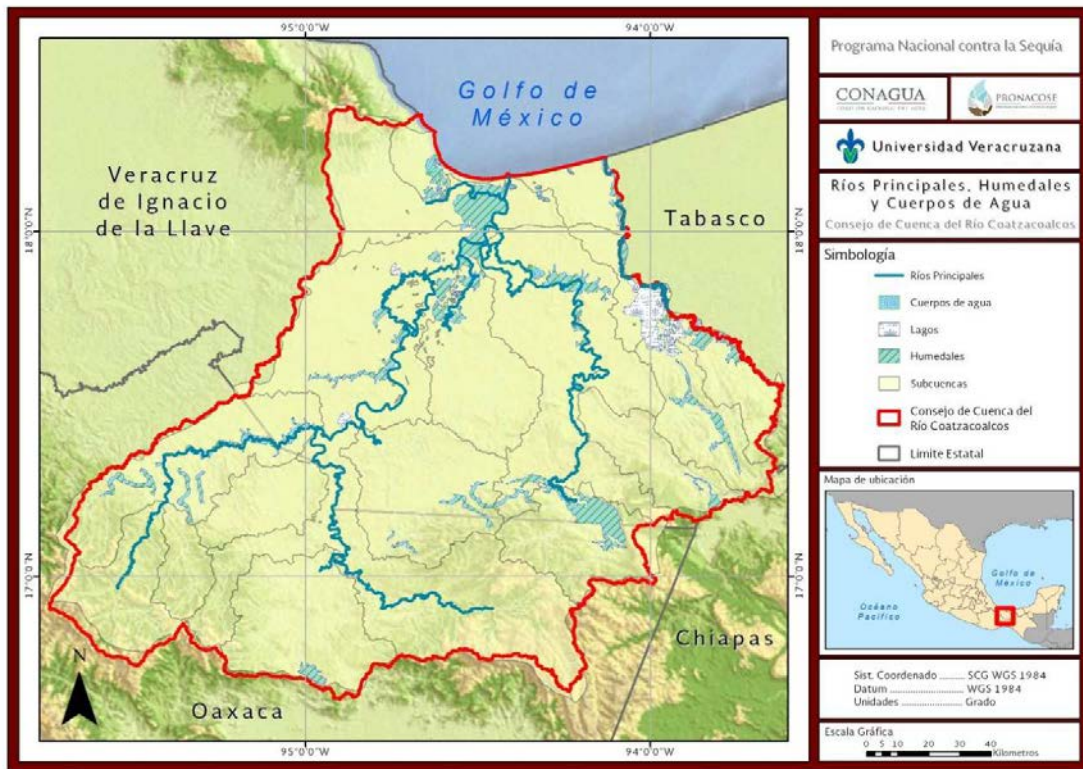 95°0'0"W
94°0'0"W
Golfo de
México
Veracruz
de Ignacio
de la Llave
Tabasco
18°0'0"N
18°0'0"N
17°0'0"N
17°0'0"N
Chiapas
Oaxaca
N
95°0'0"W
94°0'0"W
Programa Nacional contra la Sequía
CONAGUA
PRONACOSE
Universidad Veracruzana
Ríos Principales, Humedales
y Cuerpos de Agua
Consejo de Cuenca del Río Coatzacoalcos
Simbología
Ríos Principales
Cuerpos de agua
Lagos
Humedales
Subcuencas
Consejo de Cuenca del
Río Coatzacoalcos
Límite Estatal
Mapa de ubicación
Golfo de
México
Océano
Pacífico
Sist. Coordenado ......... SCG WGS 1984
Datum ......................... WGS 1984
Unidades ..................... Grado
Escala Gráfica
0 5 10 20 30 40
Kilometros